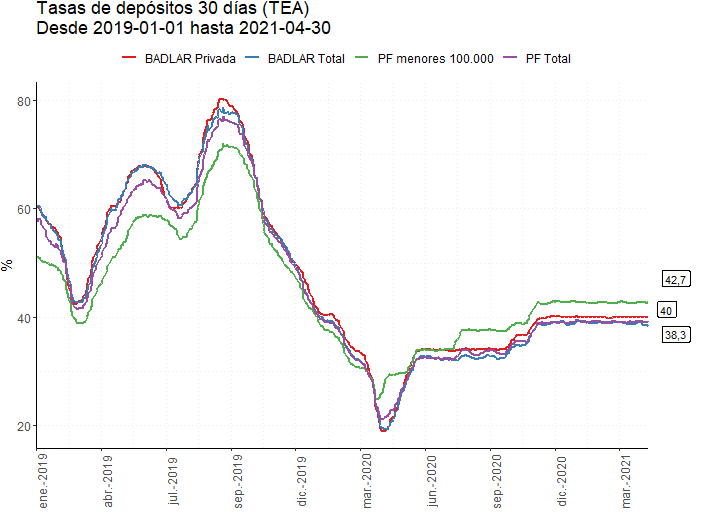 Tasas de depósitos 30 días (TEA)
Desde 2019-01-01 hasta 2021-04-30
BADLAR Privada BADLAR Total PF menores 100.000 PF Total
80
60
40
20
%
42,7
40
38,3
ene.-2019
abr.-2019
jul.-2019
sep.-2019
dic.-2019
mar.-2020
jun.-2020
sep.-2020
dic.-2020
mar.-2021